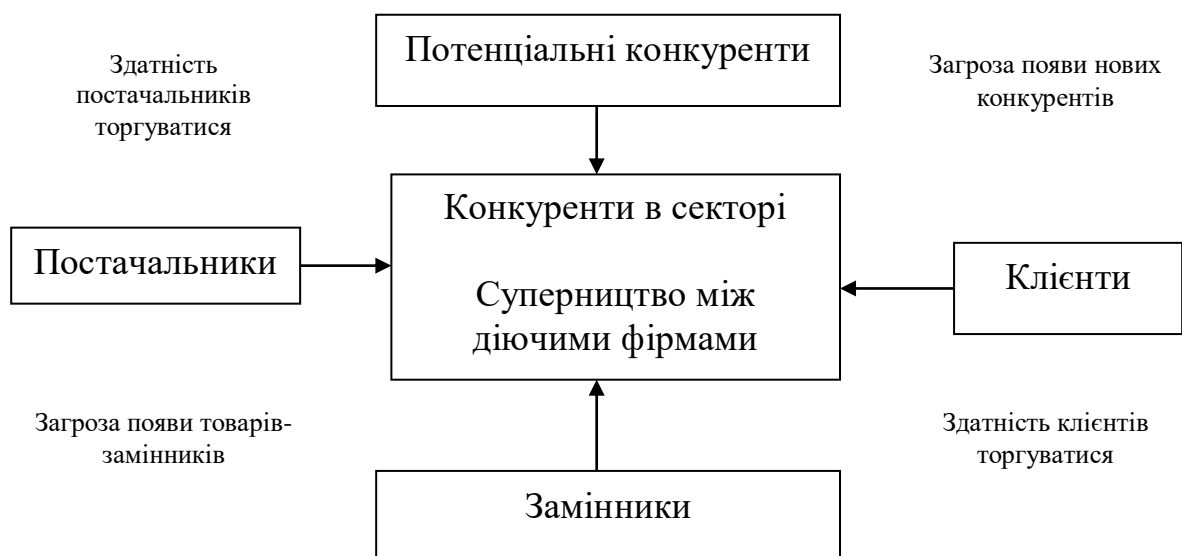 Потенціальні конкуренти
Здатність
постачальників
торгуватися
Загроза появи нових
конкурентів
Конкуренти в секторі
Суперництво між
діючими фірмами
Постачальники
Клієнти
Загроза появи товарів-
замінників
Здатність клієнтів
торгуватися
Замінники